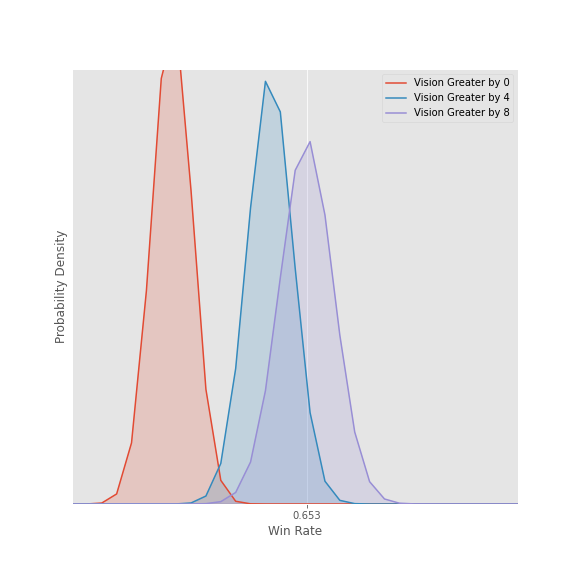 Vision Greater by 0
Vision Greater by 4
Vision Greater by 8
Probability Density
0.653
Win Rate